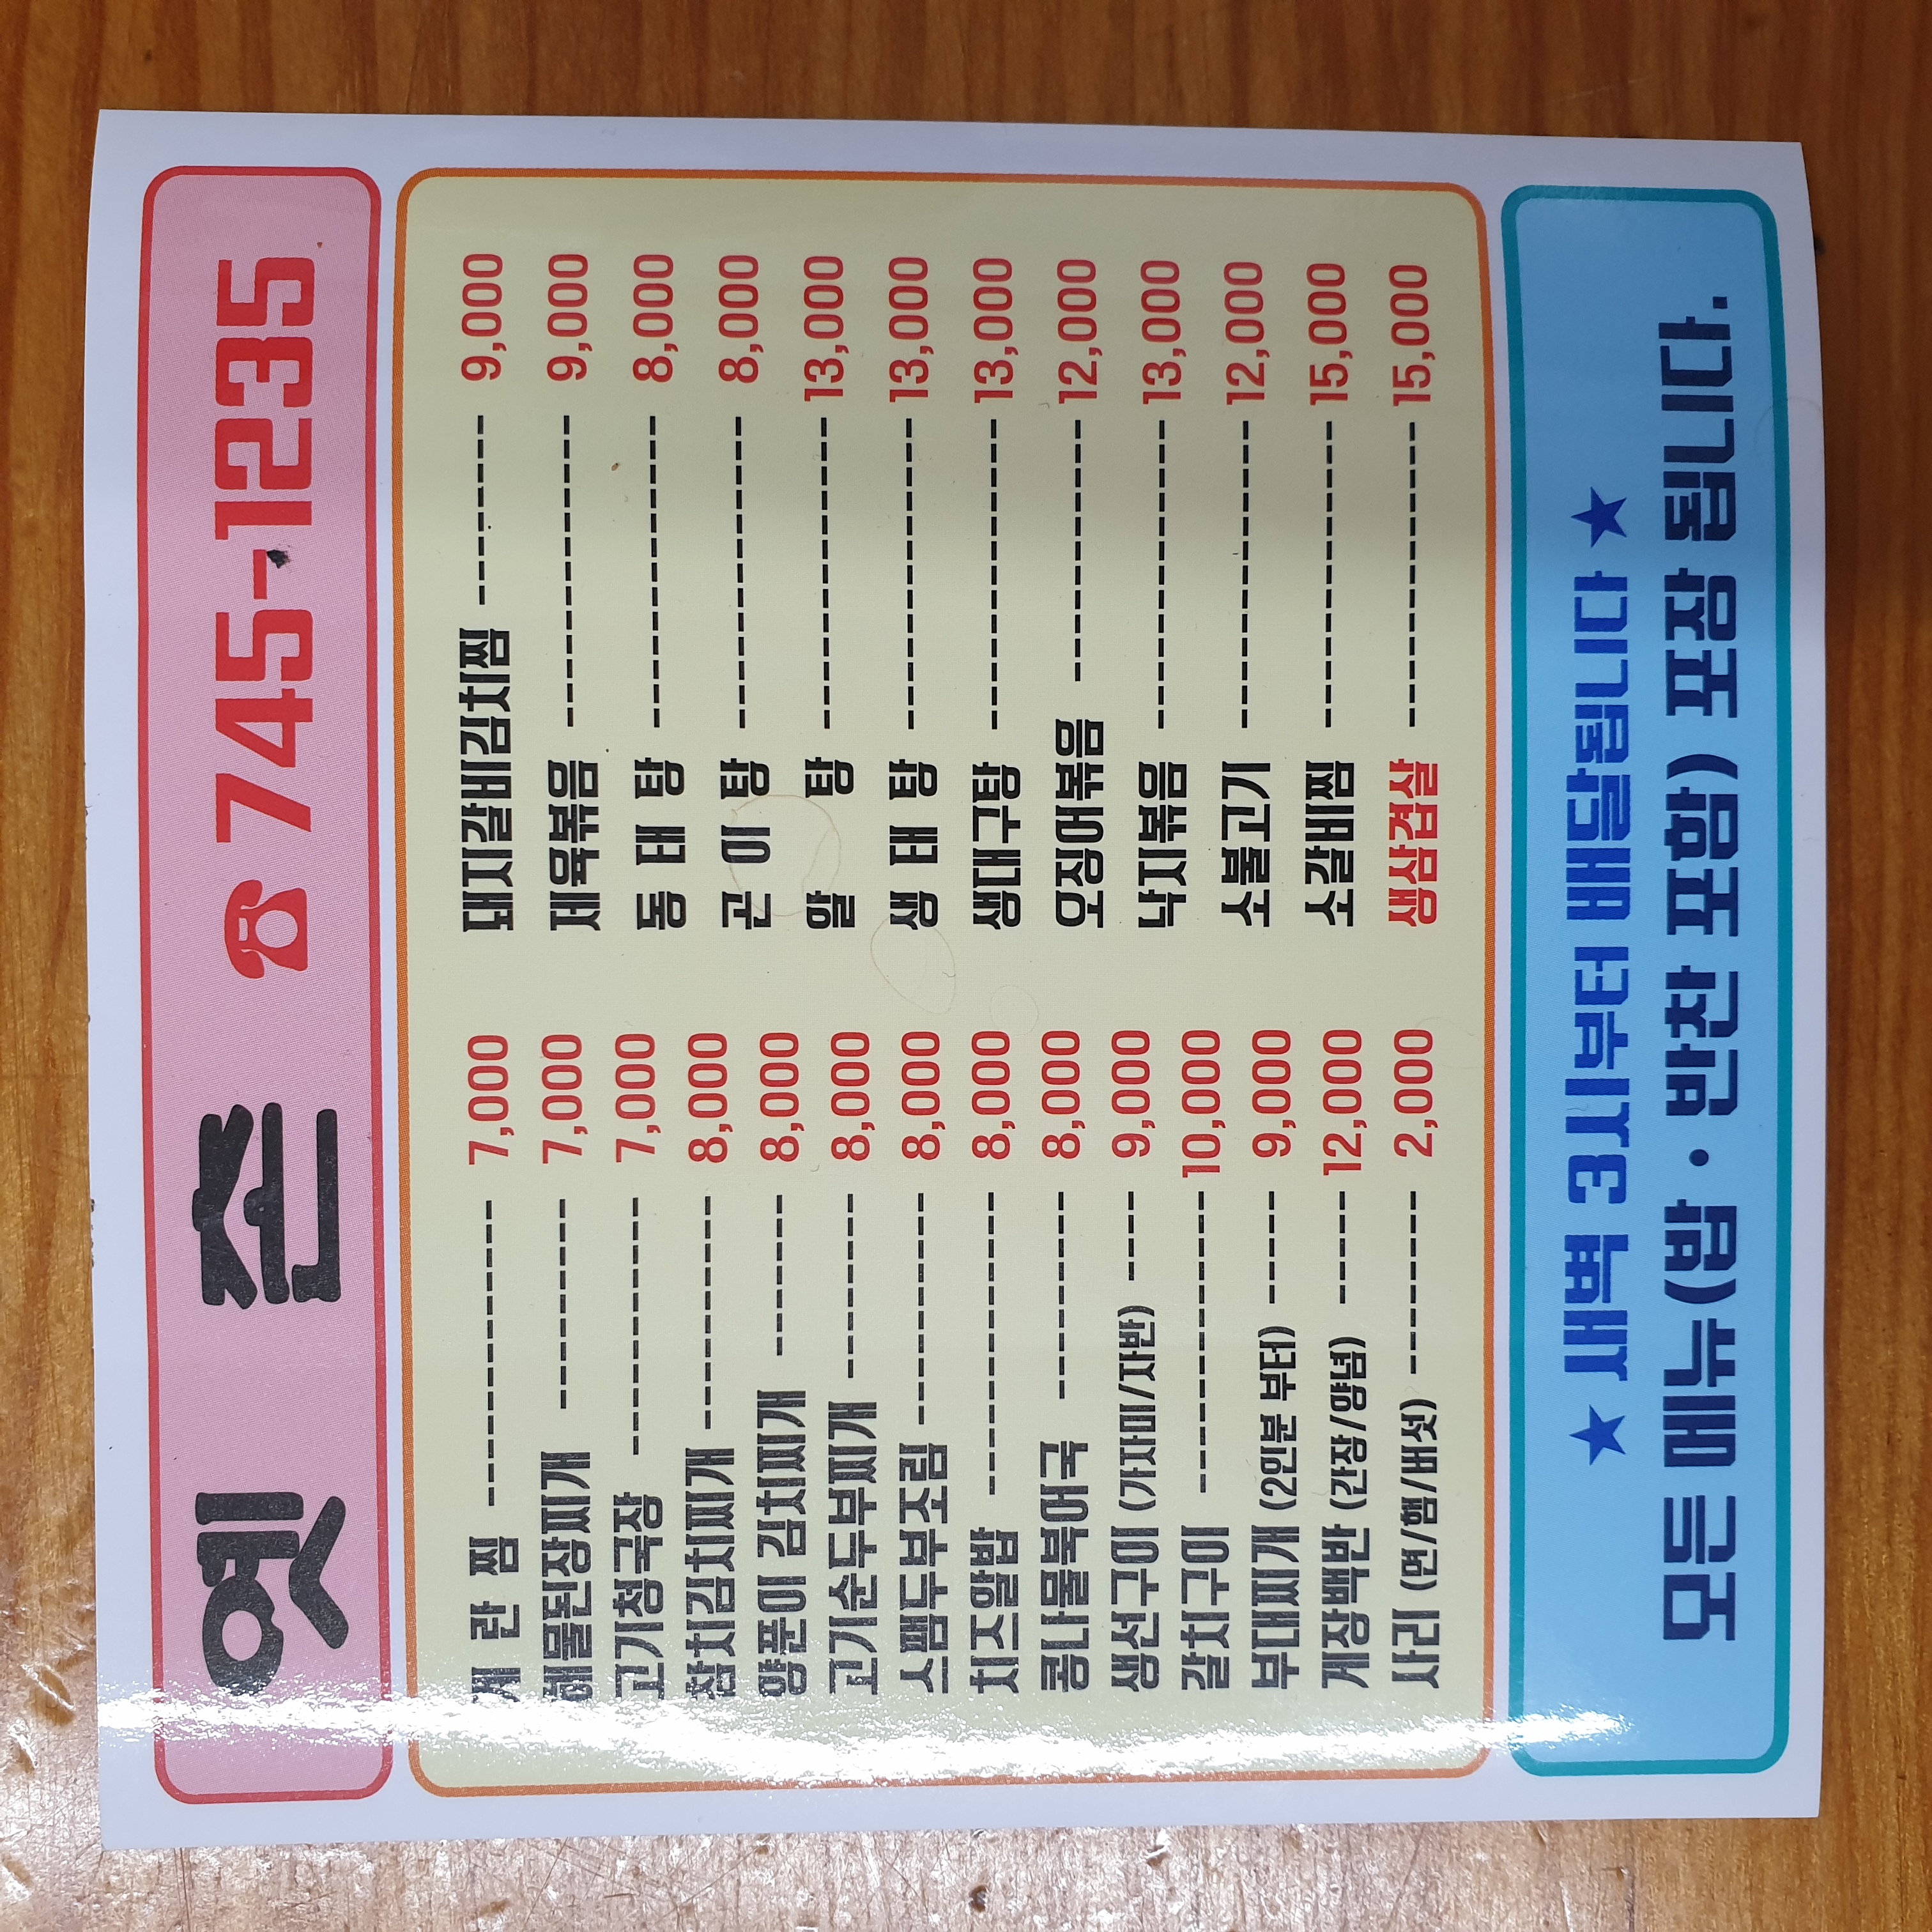 옛 촌 ☎ 745-1235
계 란 찜 ---------------- 7,000
해물된장찌개 ----------- 7,000
고기청국장 -------------- 7,000
참치김치찌개 ------------ 8,000
양푼이 김치찌개 -------- 8,000
고기순두부찌개 ---------- 8,000
스팸두부조림 ------------ 8,000
치즈알밥 ---------------- 8,000
콩나물북어국 ----------- 8,000
생선구이 (가자미/자반) ----- 9,000
갈치구이 ---------------- 10,000
부대찌개 (2인분 부터) ------ 9,000
게장백반 (간장/양념) ------ 12,000
사리 (면/햄/버섯) ---------- 2,000
돼지갈비김치찜 ---------- 9,000
제육볶음 ---------------- 9,000
동 태 탕 ---------------- 8,000
곤 이 탕 ---------------- 8,000
알 탕 ---------------- 13,000
생 태 탕 ---------------- 13,000
생대구탕 ---------------- 13,000
오징어볶음 -------------- 12,000
낙지볶음 ---------------- 13,000
소불고기 ---------------- 12,000
소갈비찜 ---------------- 15,000
생삼겹살 ---------------- 15,000
★ 새벽 3시부터 배달됩니다 ★
모든 메뉴(밥 · 반찬 포함) 포장 됩니다.